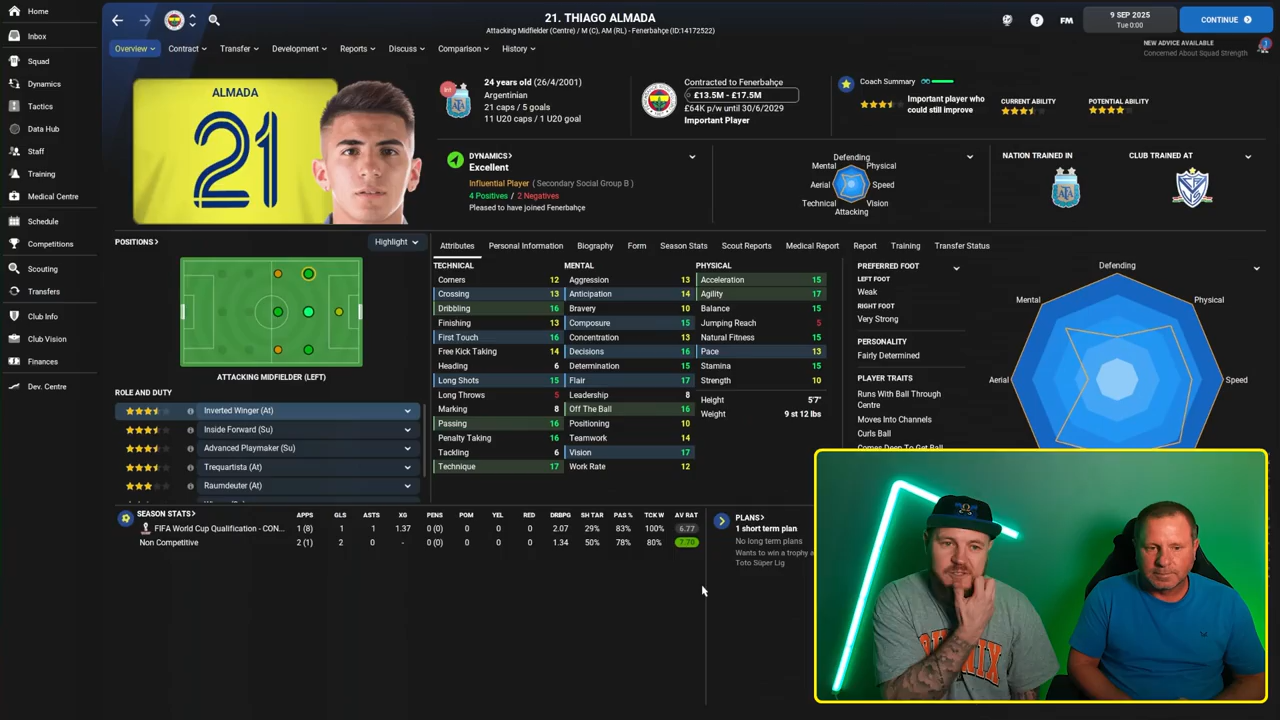 Home
Inbox
Squad
Dynamics
Tactics
Data Hub
Staff
Training
Medical Centre
Schedule
Competitions
Scouting
Transfers
Club Info
Club Vision
Finances
Dev. Centre
21. THIAGO ALMADA
Attacking Midfielder (Centre) / M (C), AM (RL) - Fenerbahçe (ID:14172522)
FM
9 SEP 2025
Tue 0:00
CONTINUE
NEW ADVICE AVAILABLE
Concerned About Squad Strength
Overview
Contract
Transfer
Development
Reports
Discuss
Comparison
History
ALMADA
21
Int
24 years old (26/4/2001)
Argentinian
21 caps / 5 goals
11 U20 caps / 1 U20 goal
Contracted to Fenerbahçe
£13.5M - £17.5M
£64K p/w until 30/6/2029
Important Player
Coach Summary
Important player who
could still improve
CURRENT ABILITY
POTENTIAL ABILITY
DYNAMICS>
Excellent
Influential Player ( Secondary Social Group B )
4 Positives / 2 Negatives
Pleased to have joined Fenerbahçe
Defending
Mental
Physical
Aerial
Speed
Technical
Vision
Attacking
NATION TRAINED IN
CLUB TRAINED AT
POSITIONS>
Highlight
ATTACKING MIDFIELDER (LEFT)
ROLE AND DUTY
Inverted Winger (At)
Inside Forward (Su)
Advanced Playmaker (Su)
Trequartista (At)
Raumdeuter (At)
Attributes
Personal Information
Biography
Form
Season Stats
Scout Reports
Medical Report
Report
Training
Transfer Status
TECHNICAL
Corners 12
Crossing 13
Dribbling 16
Finishing 13
First Touch 16
Free Kick Taking 14
Heading 6
Long Shots 15
Long Throws 5
Marking 8
Passing 16
Penalty Taking 16
Tackling 6
Technique 17
MENTAL
Aggression 13
Anticipation 14
Bravery 10
Composure 15
Concentration 13
Decisions 16
Determination 15
Flair 17
Leadership 8
Off The Ball 16
Positioning 10
Teamwork 14
Vision 17
Work Rate 12
PHYSICAL
Acceleration 15
Agility 17
Balance 15
Jumping Reach 5
Natural Fitness 15
Pace 13
Stamina 15
Strength 10
Height 5'7"
Weight 9 st 12 lbs
PREFERRED FOOT
LEFT FOOT
Weak
RIGHT FOOT
Very Strong
PERSONALITY
Fairly Determined
PLAYER TRAITS
Runs With Ball Through
Centre
Moves Into Channels
Curls Ball
Comes Deep To Get Ball
Defending
Mental
Physical
Aerial
Speed
SEASON STATS> APPS GLS ASTS XG PENS POM YEL RED DRBPG SH TAR PAS % TCK W AV RAT
FIFA World Cup Qualification - CON... 1 (8) 1 1 1.37 0 (0) 0 0 0 2.07 29% 83% 100% 6.77
Non Competitive 2 (1) 2 0 - 0 (0) 0 0 0 1.34 50% 78% 80% 7.70
PLANS>
1 short term plan
No long term plans
Wants to win a trophy
Toto Süper Lig